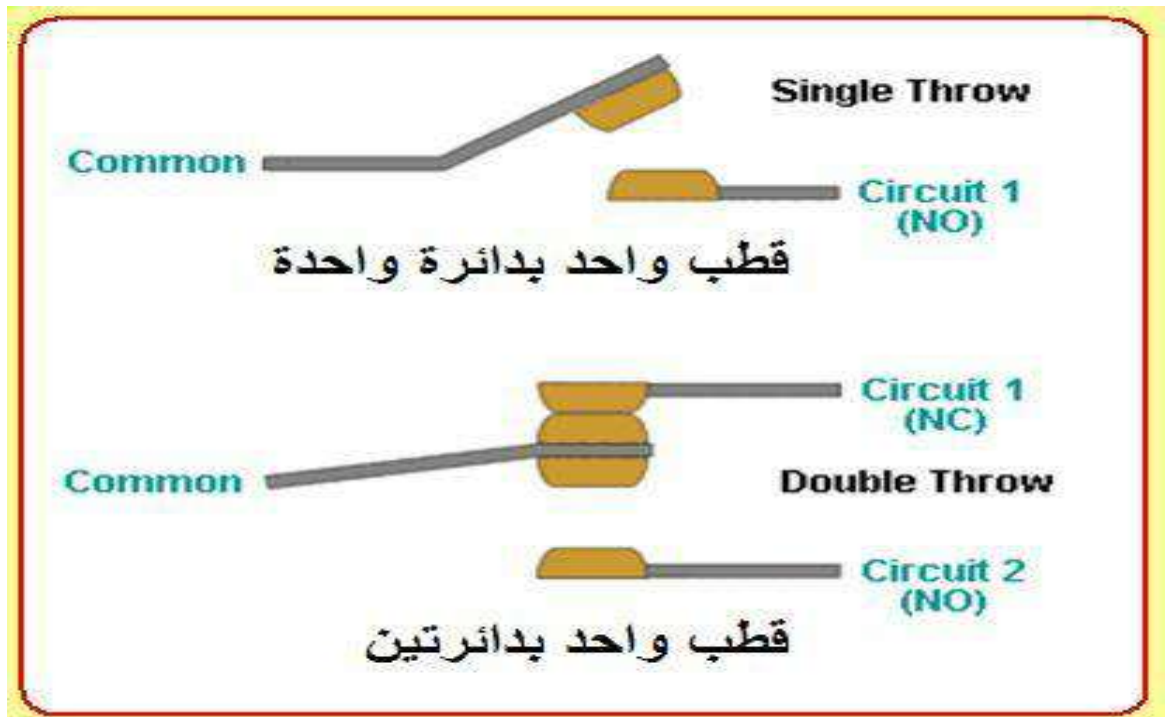 Single Throw
Common
Circuit 1
(NO)
قطب واحد بدائرة واحدة
Circuit 1
(NC)
Common
Double Throw
Circuit 2
(NO)
قطب واحد بدائرتين